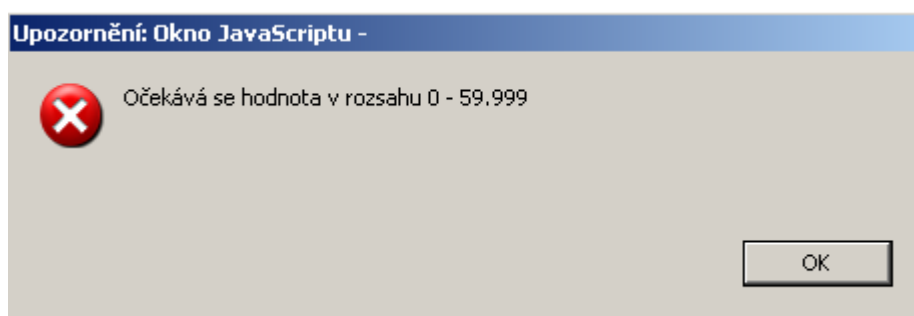 Upozornění: Okno JavaScriptu -
Očekává se hodnota v rozsahu 0 - 59.999
OK